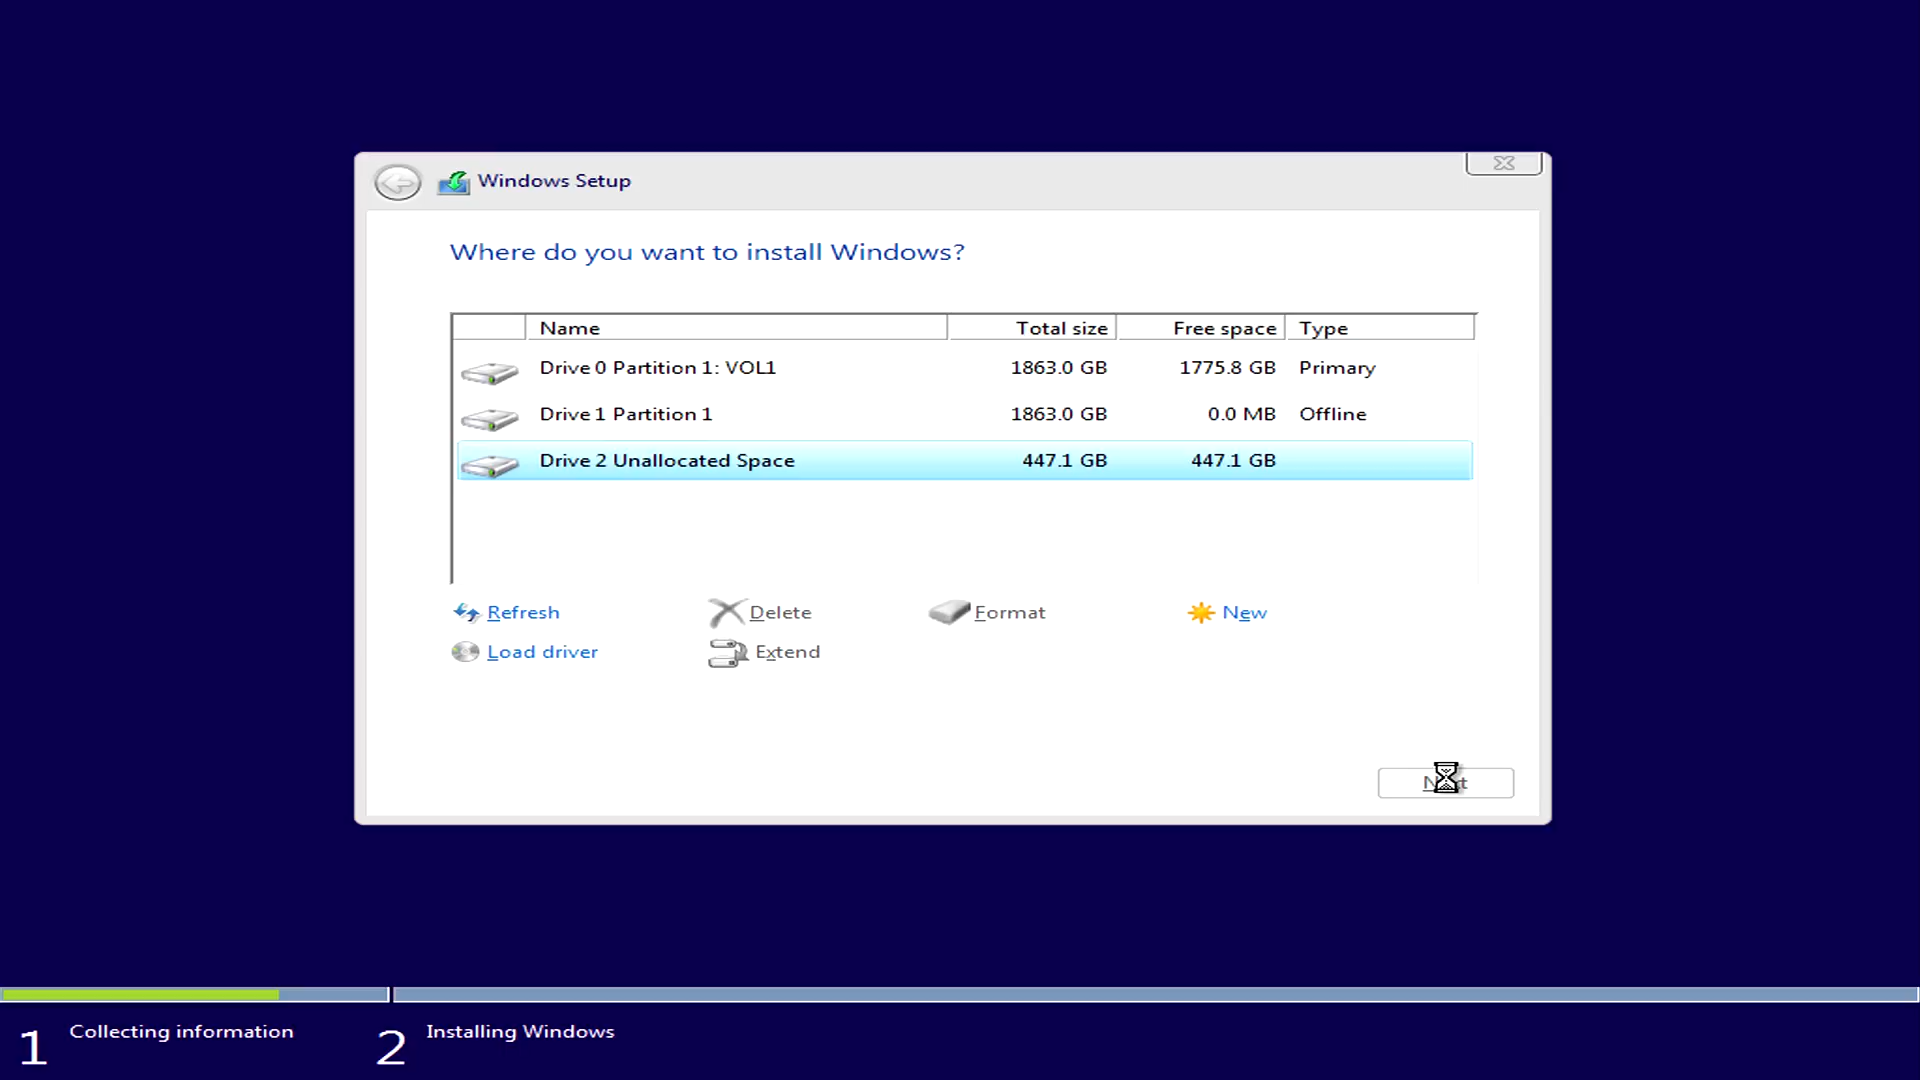 Windows Setup
Where do you want to install Windows?
Name Total size Free space Type
Drive 0 Partition 1: VOL1 1863.0 GB 1775.8 GB Primary
Drive 1 Partition 1 1863.0 GB 0.0 MB Offline
Drive 2 Unallocated Space 447.1 GB 447.1 GB
Refresh Delete Format New
Load driver Extend
1 Collecting information 2 Installing Windows